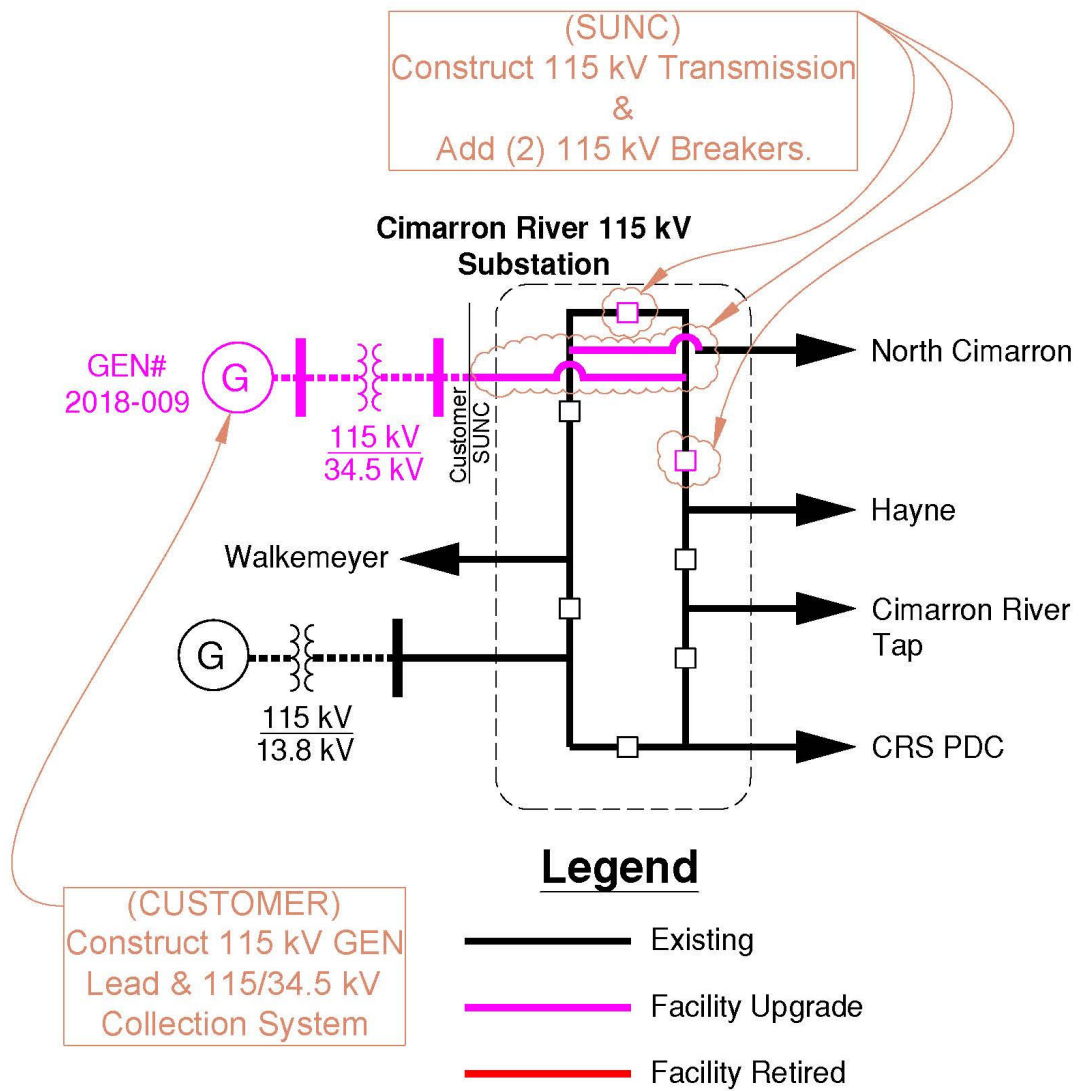 (SUNC)
Construct 115 kV Transmission
&
Add (2) 115 kV Breakers.
Cimarron River 115 kV
Substation
GEN#
2018-009
G
115 kV
34.5 kV
Customer
SUNC
North Cimarron
Hayne
Walkemeyer
Cimarron River
Tap
G
115 kV
13.8 kV
CRS PDC
(CUSTOMER)
Construct 115 kV GEN
Lead & 115/34.5 kV
Collection System
Legend
Existing
Facility Upgrade
Facility Retired